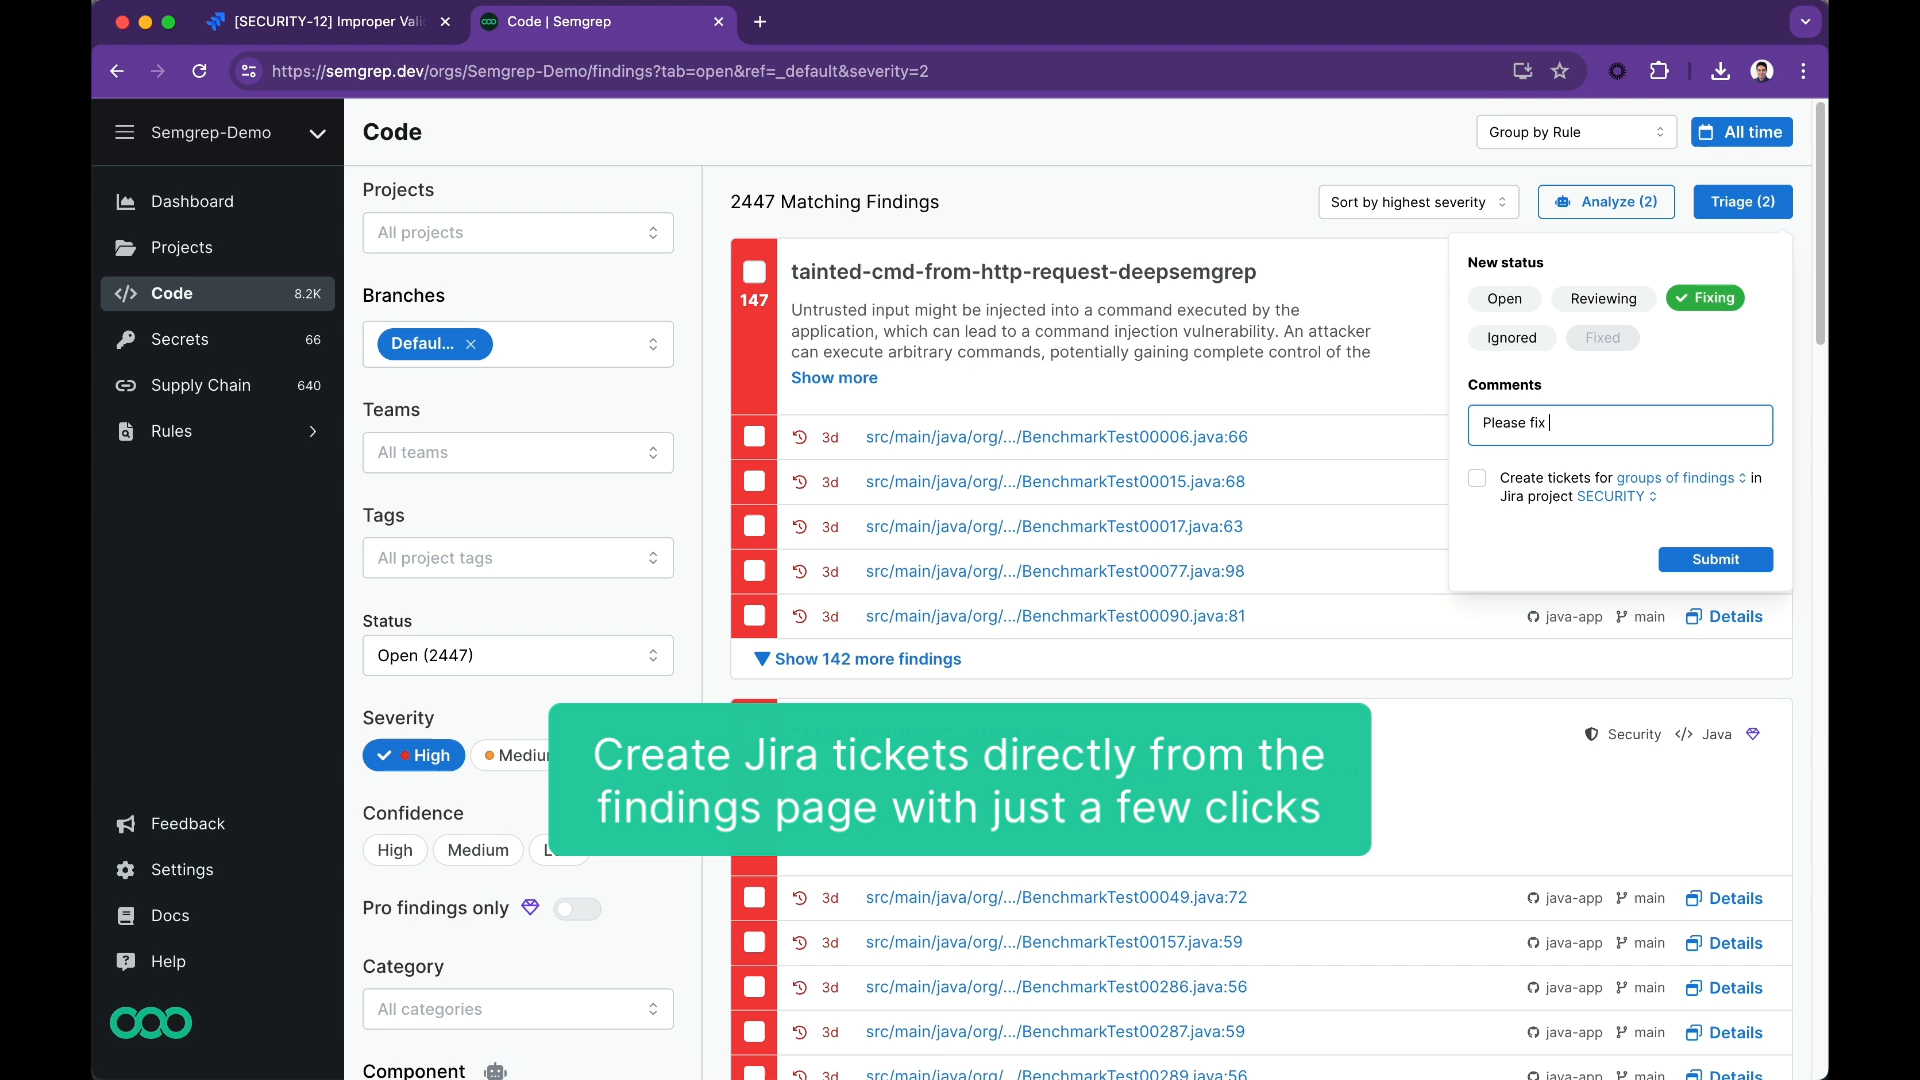 [SECURITY-12] Improper Vali
Code | Semgrep
https://semgrep.dev/orgs/Semgrep-Demo/findings?tab=open&ref=_default&severity=2
Semgrep-Demo
Dashboard
Projects
Code 8.2K
Secrets 66
Supply Chain 640
Rules
Feedback
Settings
Docs
Help
Code
Group by Rule
All time
Projects
All projects
Branches
Defaul...
Teams
All teams
Tags
All project tags
Status
Open (2447)
Severity
High
Confidence
High Medium
Pro findings only
Category
All categories
Component
2447 Matching Findings
Sort by highest severity
Analyze (2)
Triage (2)
147
tainted-cmd-from-http-request-deepsemgrep
Untrusted input might be injected into a command executed by the
application, which can lead to a command injection vulnerability. An attacker
can execute arbitrary commands, potentially gaining complete control of the
Show more
3d src/main/java/org/.../BenchmarkTest00006.java:66
3d src/main/java/org/.../BenchmarkTest00015.java:68
3d src/main/java/org/.../BenchmarkTest00017.java:63
3d src/main/java/org/.../BenchmarkTest00077.java:98
3d src/main/java/org/.../BenchmarkTest00090.java:81 java-app main Details
Show 142 more findings
New status
Open Reviewing Fixing
Ignored Fixed
Comments
Please fix
Create tickets for groups of findings in
Jira project SECURITY
Submit
Security Java
Create Jira tickets directly from the
findings page with just a few clicks
3d src/main/java/org/.../BenchmarkTest00049.java:72 java-app main Details
3d src/main/java/org/.../BenchmarkTest00157.java:59 java-app main Details
3d src/main/java/org/.../BenchmarkTest00286.java:56 java-app main Details
3d src/main/java/org/.../BenchmarkTest00287.java:59 java-app main Details
3d src/main/java/org/.../BenchmarkTest00289.java:56 java-app main Details